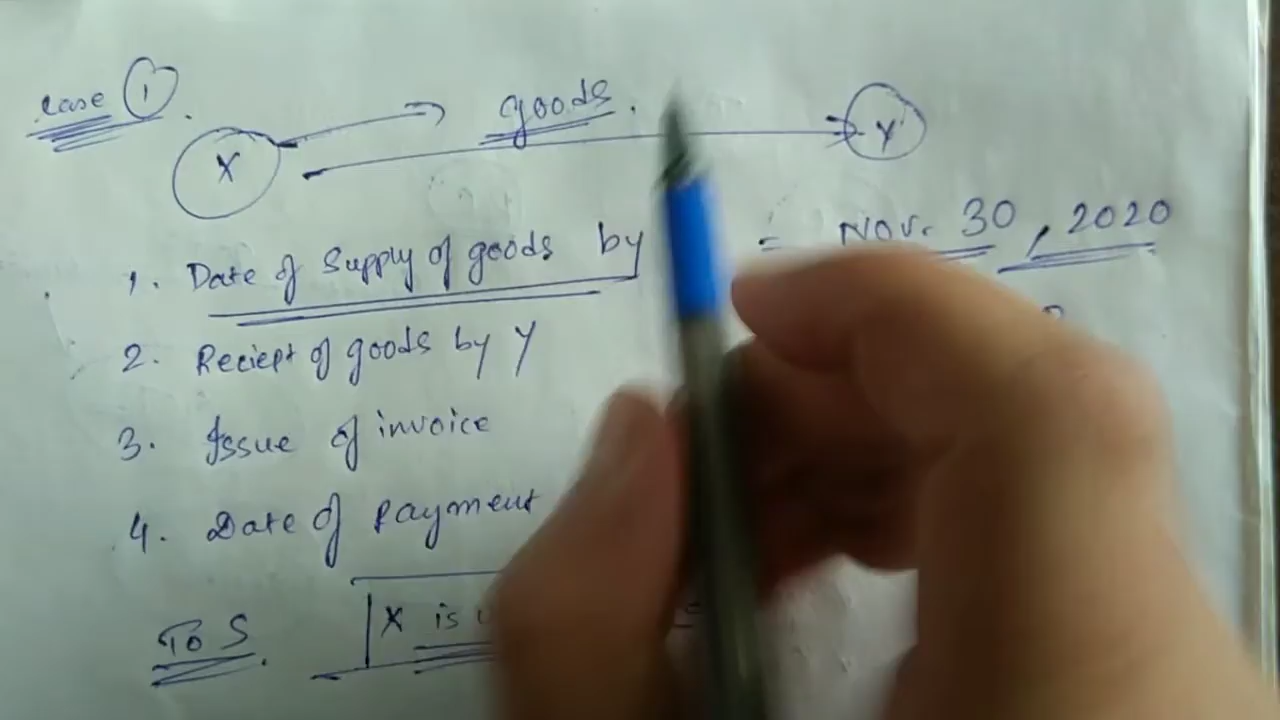 Case 1.
X goods. Y
1. Date of Supply of goods by = Nov. 30, 2020
2. Reciept of goods by Y
3. Issue of invoice
4. Date of Payment
ToS X is